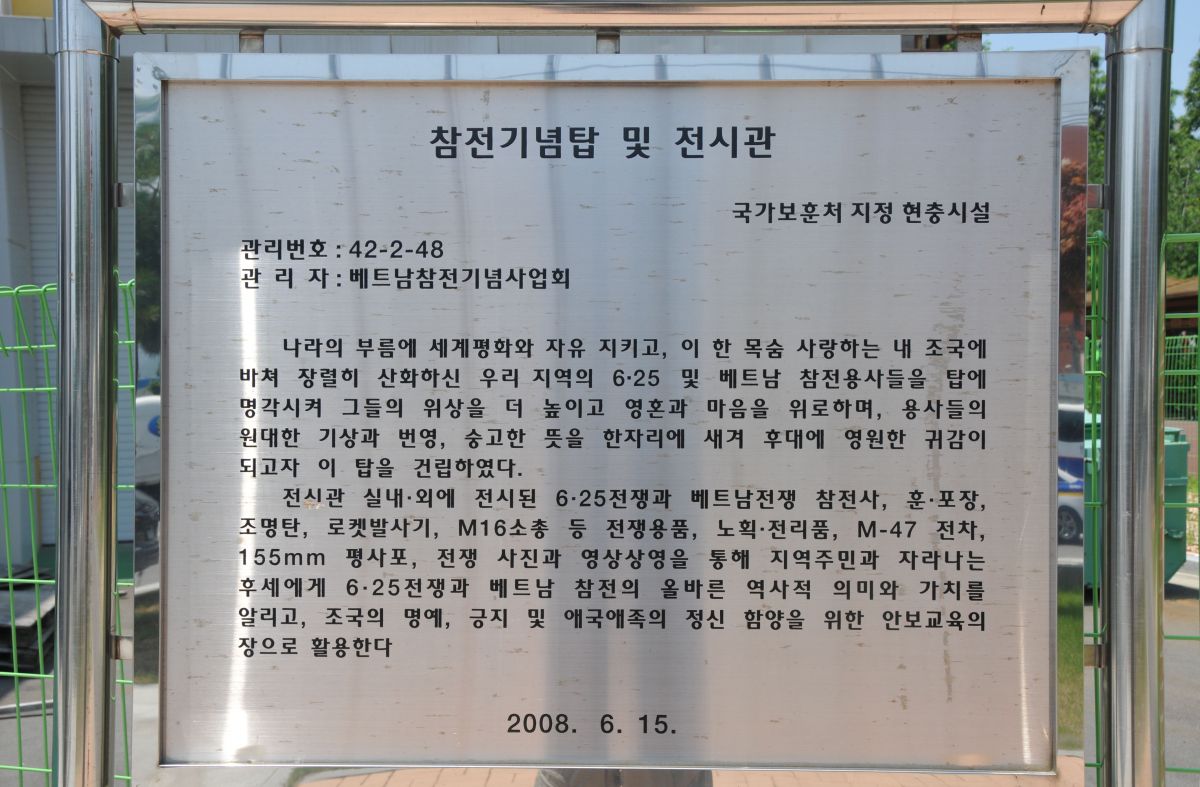 참전기념탑 및 전시관
국가보훈처 지정 현충시설
관리번호 : 42-2-48
관 리 자 : 베트남참전기념사업회
나라의 부름에 세계평화와 자유 지키고, 이 한 목숨 사랑하는 내 조국에
바쳐 장렬히 산화하신 우리 지역의 6·25 및 베트남 참전용사들을 탑에
명각시켜 그들의 위상을 더 높이고 영혼과 마음을 위로하며, 용사들의
원대한 기상과 번영, 숭고한 뜻을 한자리에 새겨 후대에 영원한 귀감이
되고자 이 탑을 건립하였다.
전시관 실내·외에 전시된 6·25전쟁과 베트남전쟁 참전사, 훈·포장,
조명탄, 로켓발사기, M16소총 등 전쟁용품, 노획·전리품, M-47 전차,
155mm 평사포, 전쟁 사진과 영상상영을 통해 지역주민과 자라나는
후세에게 6·25전쟁과 베트남 참전의 올바른 역사적 의미와 가치를
알리고, 조국의 명예, 긍지 및 애국애족의 정신 함양을 위한 안보교육의
장으로 활용한다
2008. 6. 15.